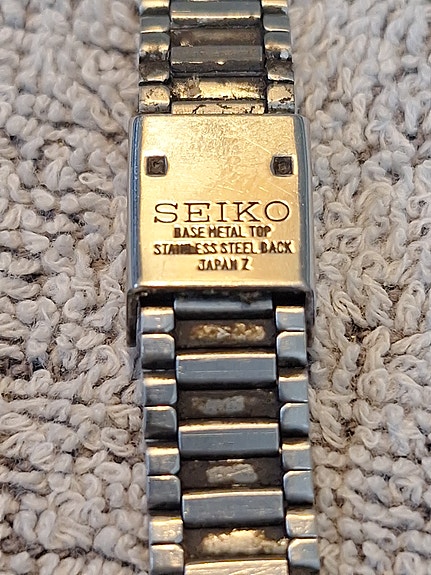 SEIKO
BASE METAL TOP
STAINLESS STEEL BACK
JAPAN Z